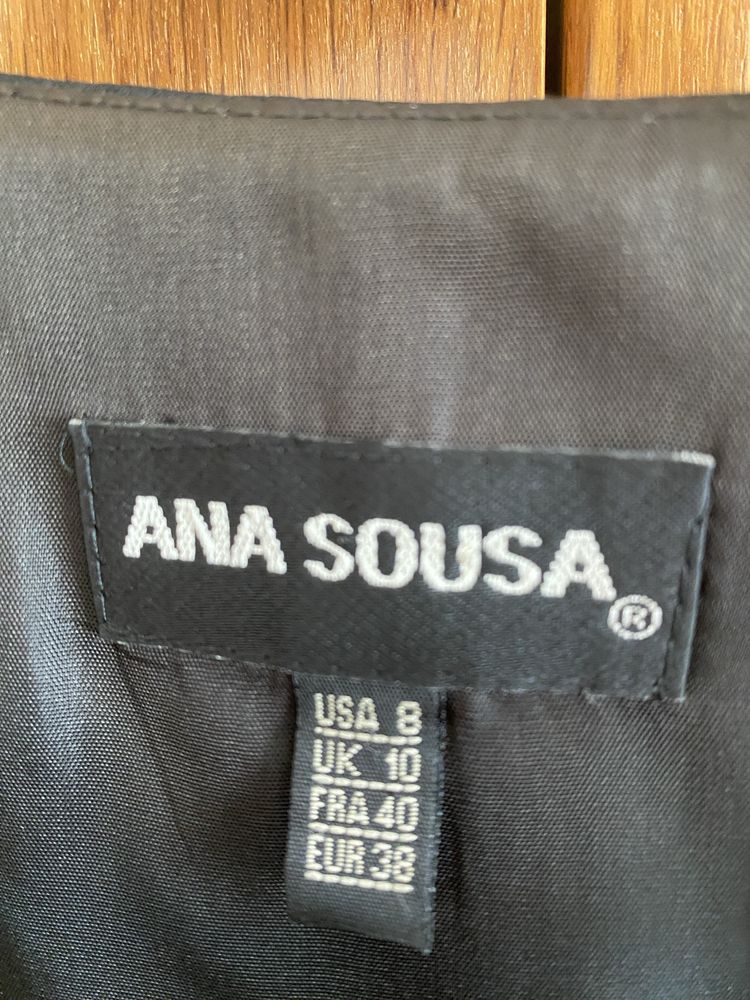 ANA SOUSA®
USA 8
UK 10
FRA 40
EUR 38